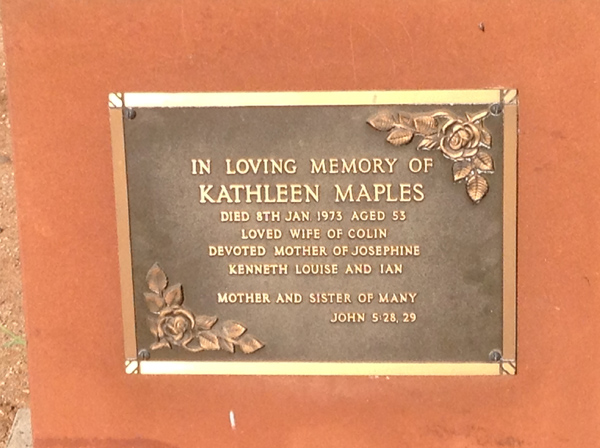 IN LOVING MEMORY OF
KATHLEEN MAPLES
DIED 8TH JAN. 1973 AGED 53
LOVED WIFE OF COLIN
DEVOTED MOTHER OF JOSEPHINE
KENNETH LOUISE AND IAN
MOTHER AND SISTER OF MANY
JOHN 5:28, 29